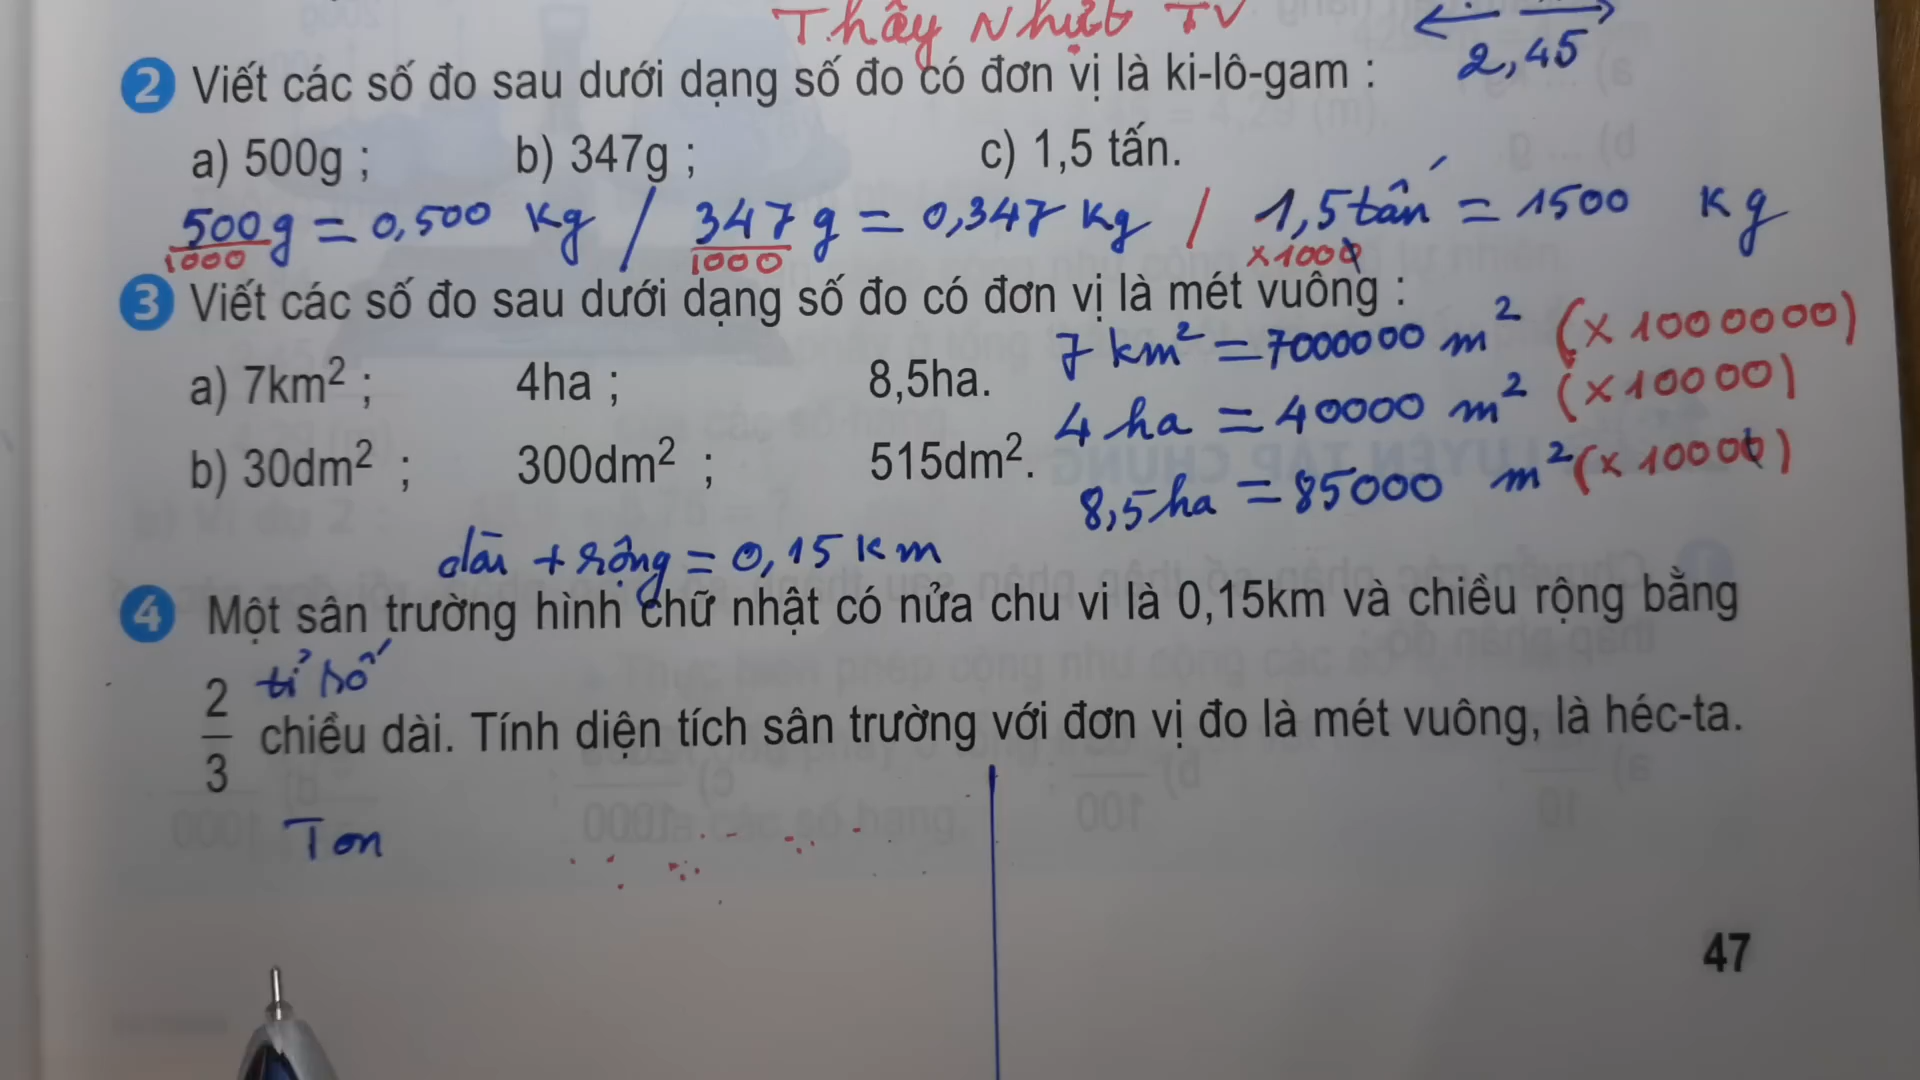 Thầy Nhựt TV
2,45
2 Viết các số đo sau dưới dạng số đo có đơn vị là ki-lô-gam :
a) 500g ; b) 347g ; c) 1,5 tấn.
500g = 0,500 kg / 347g = 0,347 kg / 1,5 tấn = 1500 kg
1000 1000 x1000
3 Viết các số đo sau dưới dạng số đo có đơn vị là mét vuông :
7 km² = 7000000 m² (x 1000000)
a) 7km² ; 4ha ; 8,5ha.
4 ha = 40000 m² (x 10000)
b) 30dm² ; 300dm² ; 515dm².
8,5 ha = 85000 m² (x 10000)
dài + rộng = 0,15 km
4 Một sân trường hình chữ nhật có nửa chu vi là 0,15km và chiều rộng bằng
tỉ số
2/3 chiều dài. Tính diện tích sân trường với đơn vị đo là mét vuông, là héc-ta.
Ton
47